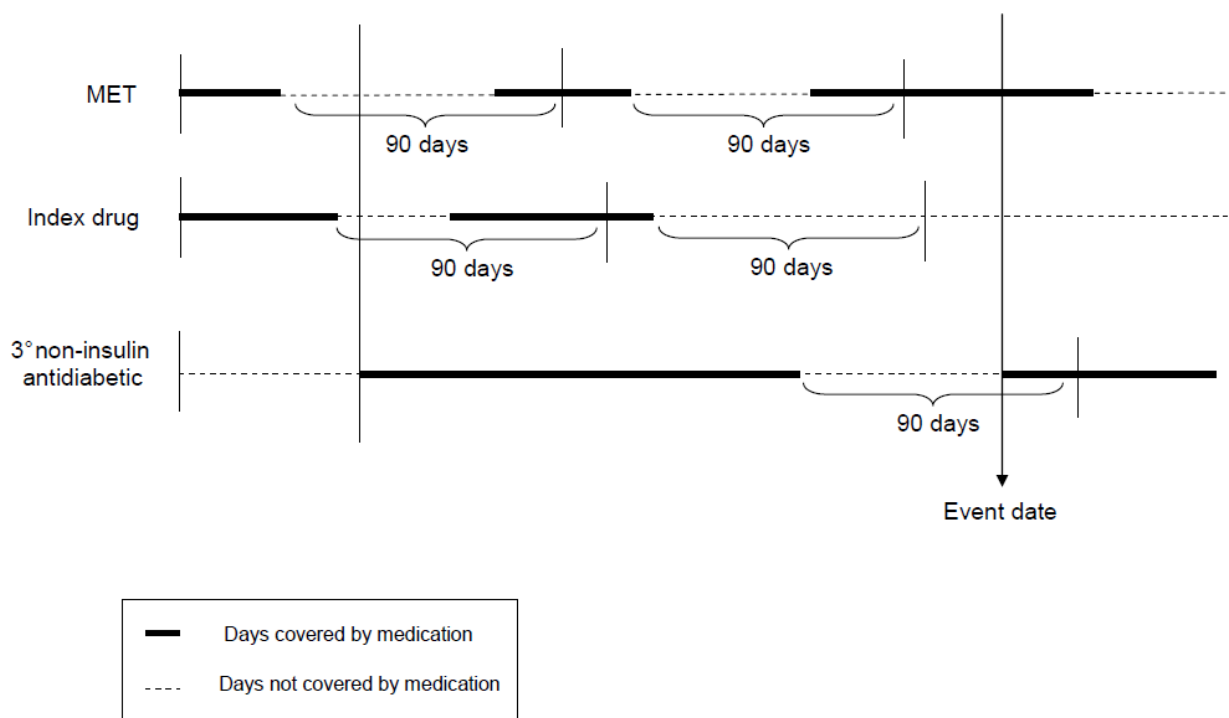 MET
90 days
90 days
Index drug
90 days
90 days
3° non-insulin
antidiabetic
90 days
Event date
Days covered by medication
Days not covered by medication